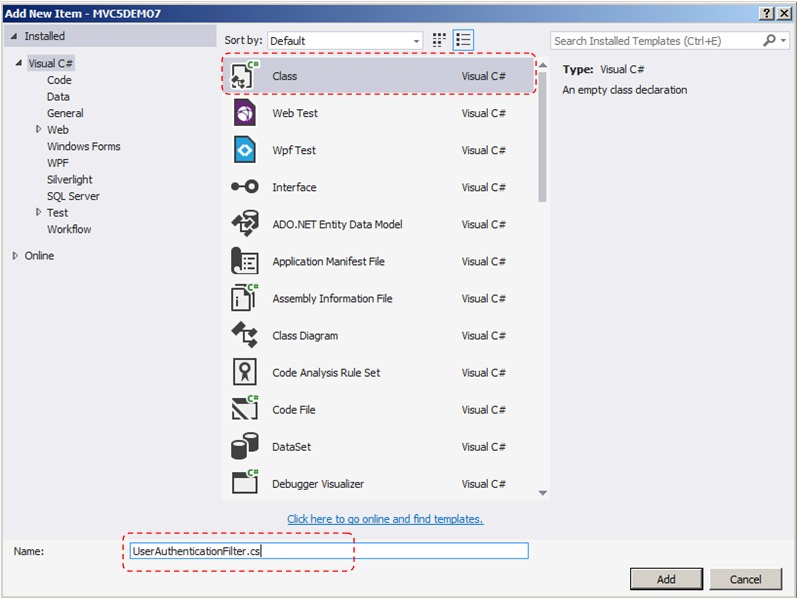 Add New Item - MVC5DEMO7
Installed
Sort by: Default
Search Installed Templates (Ctrl+E)
Visual C#
Code
Data
General
Web
Windows Forms
WPF
Silverlight
SQL Server
Test
Workflow
Online
C# Class Visual C#
Web Test Visual C#
Wpf Test Visual C#
Interface Visual C#
ADO.NET Entity Data Model Visual C#
Application Manifest File Visual C#
C# Assembly Information File Visual C#
Class Diagram Visual C#
Code Analysis Rule Set Visual C#
C# Code File Visual C#
DataSet Visual C#
C# Debugger Visualizer Visual C#
Type: Visual C#
An empty class declaration
Click here to go online and find templates.
Name: UserAuthenticationFilter.cs
Add Cancel